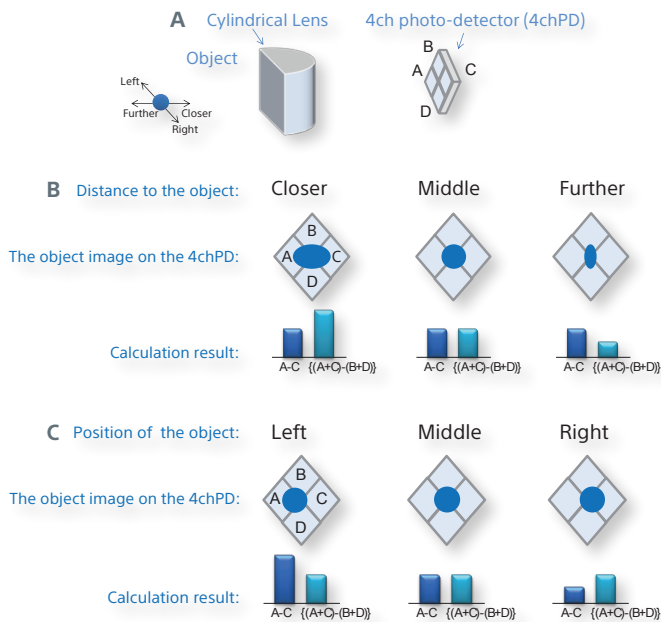 A Cylindrical Lens 4ch photo-detector (4chPD)
Object
B
A C
D
Left
Further Closer
Right
B Distance to the object: Closer Middle Further
The object image on the 4chPD:
B
A C
D
Calculation result:
A-C {(A+C)-(B+D)} A-C {(A+C)-(B+D)} A-C {(A+C)-(B+D)}
C Position of the object: Left Middle Right
The object image on the 4chPD:
B
A C
D
Calculation result:
A-C {(A+C)-(B+D)} A-C {(A+C)-(B+D)} A-C {(A+C)-(B+D)}